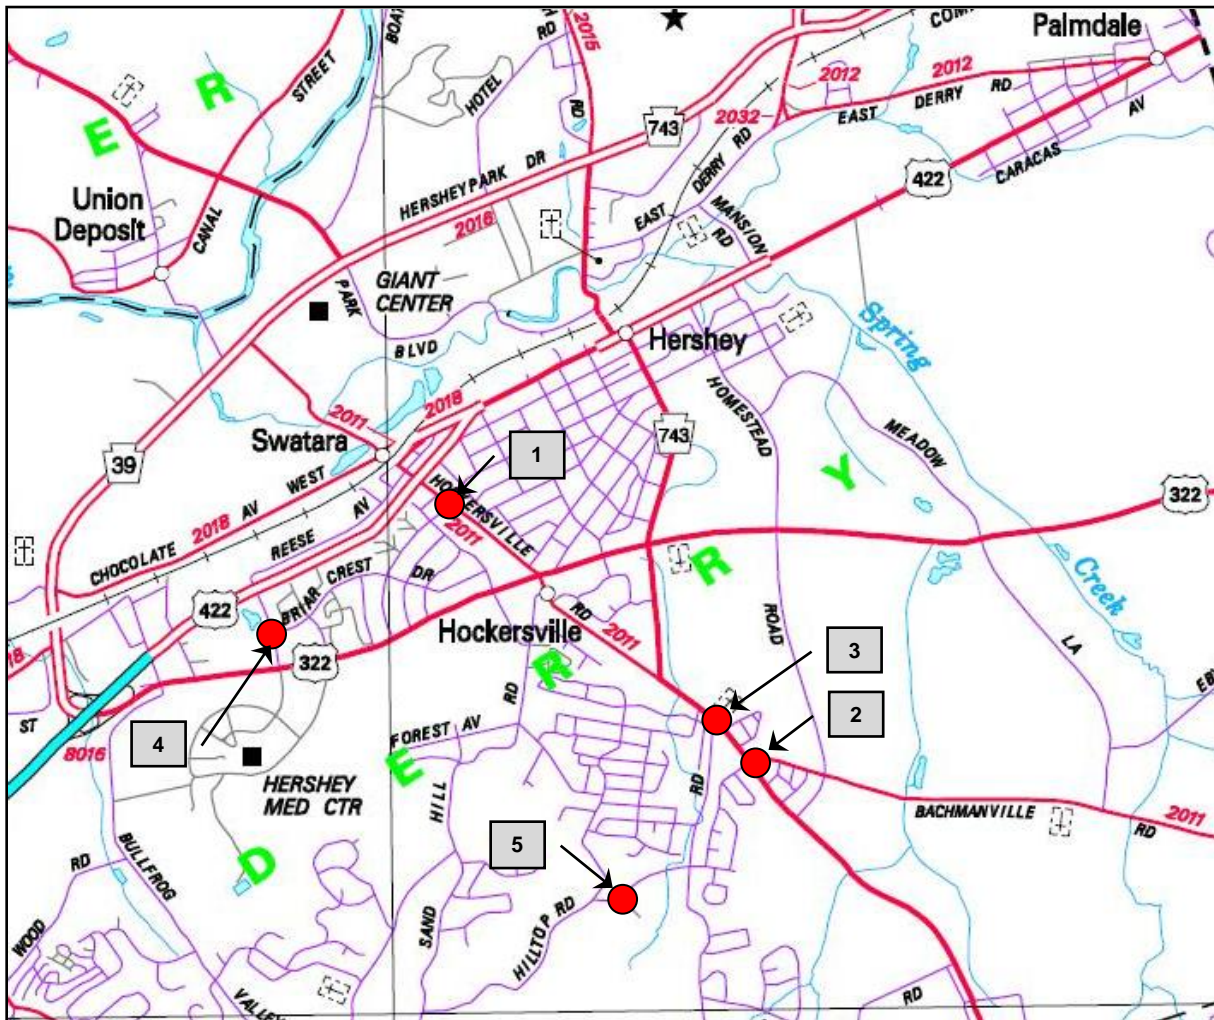 BOAT
RD
2015
COM
Palmdale
R
STREET
HOTEL
2012
2012
E
RD
743
2032
EAST
DERRY
RD
AV
HERSHEYPARK DR
DERRY RD
CARACAS
422
Union
Deposit
CANAL
2016
EAST
MANSION
RD
GIANT
CENTER
PARK
BLVD
Hershey
Spring
HOMESTEAD
2011
2018
Swatara
743
MEADOW
39
1
HOCKERSVILLE
Y
322
CHOCOLATE
2018
AV
WEST
REESE
AV
2011
R
422
BRIAR
CREST
DR
Creek
Hockersville
RD
2011
ROAD
LA
18
322
3
R
ST
8016
4
FOREST AV
RD
2
E
HERSHEY
MED CTR
HILL
RD
BACHMANVILLE
RD
2011
BULLFROG
RD
5
D
WOOD
SAND
HILLTOP RD
VALLEY
RD